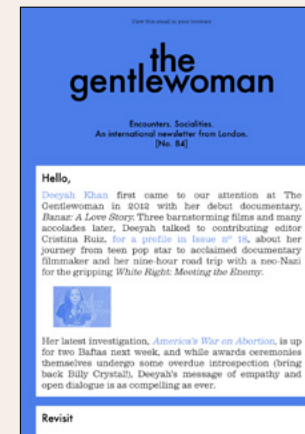 View this email in your browser
the
gentlewoman
Encounters. Socialities.
An international newsletter from London.
[No. 84]
Hello,
Deeyah Khan first came to our attention at The
Gentlewoman in 2012 with her debut documentary,
Banaz: A Love Story. Three barnstorming films and many
accolades later, Deeyah talked to contributing editor
Cristina Ruiz, for a profile in Issue nº 18, about her
journey from teen pop star to acclaimed documentary
filmmaker and her nine-hour road trip with a neo-Nazi
for the gripping White Right: Meeting the Enemy.
Her latest investigation, America's War on Abortion, is up
for two Baftas next week, and while awards ceremonies
themselves undergo some overdue introspection (bring
back Billy Crystal!), Deeyah's message of empathy and
open dialogue is as compelling as ever.
Revisit